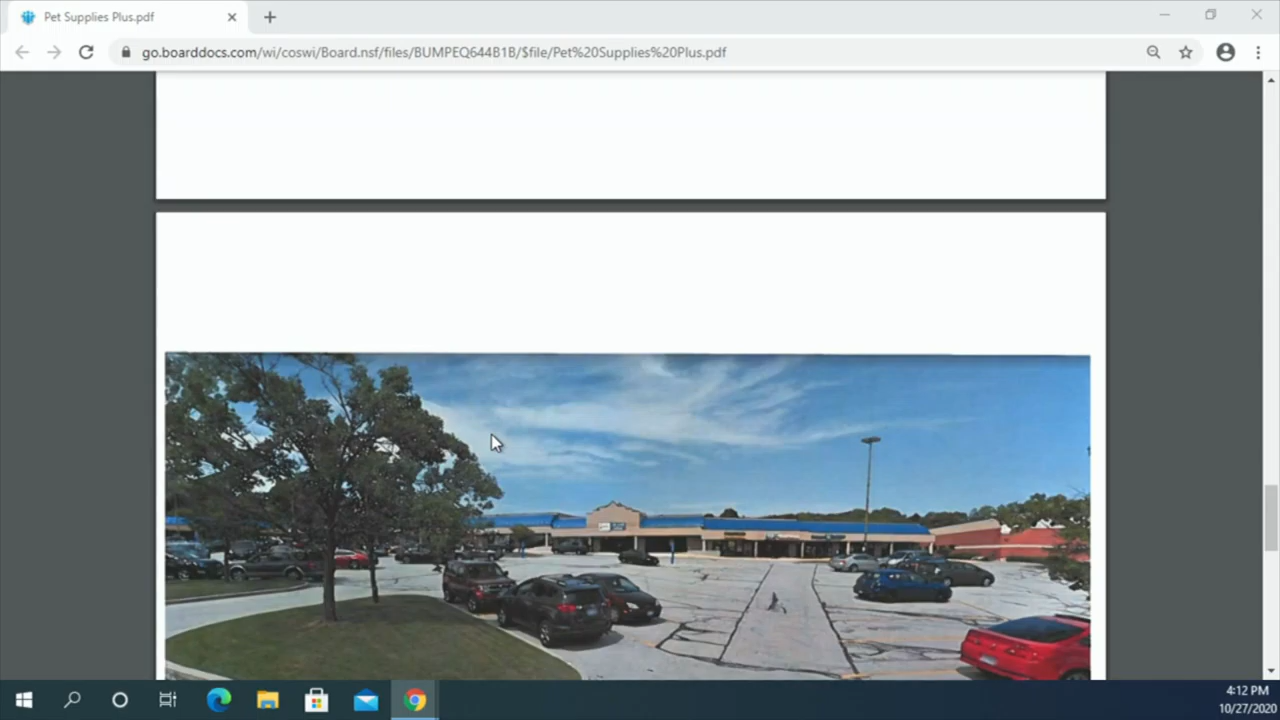 Pet Supplies Plus.pdf
go.boarddocs.com/wi/coswi/Board.nsf/files/BUMPEQ644B1B/$file/Pet%20Supplies%20Plus.pdf
4:12 PM
10/27/2020